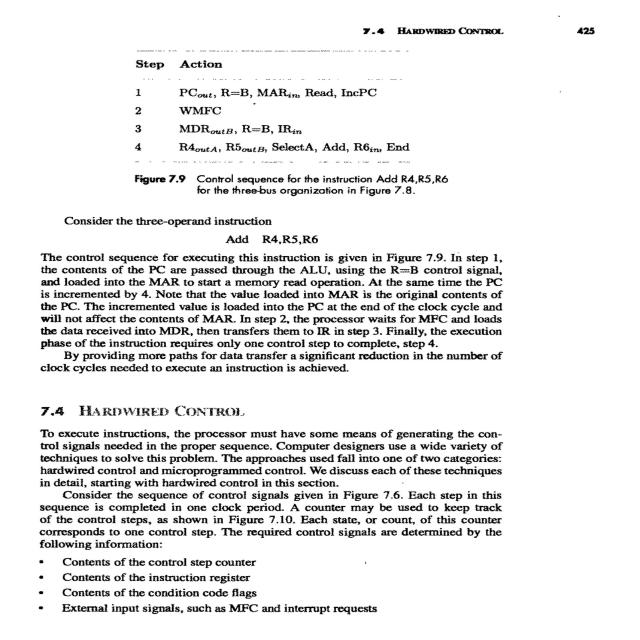 7.4 HARDWIRED CONTROL 425
Step Action
1 PCout, R=B, MARin, Read, IncPC
2 WMFC
3 MDRoutB, R=B, IRin
4 R4outA, R5outB, SelectA, Add, R6in, End
Figure 7.9 Control sequence for the instruction Add R4,R5,R6
for the three-bus organization in Figure 7.8.
Consider the three-operand instruction
Add R4,R5,R6
The control sequence for executing this instruction is given in Figure 7.9. In step 1,
the contents of the PC are passed through the ALU, using the R=B control signal,
and loaded into the MAR to start a memory read operation. At the same time the PC
is incremented by 4. Note that the value loaded into MAR is the original contents of
the PC. The incremented value is loaded into the PC at the end of the clock cycle and
will not affect the contents of MAR. In step 2, the processor waits for MFC and loads
the data received into MDR, then transfers them to IR in step 3. Finally, the execution
phase of the instruction requires only one control step to complete, step 4.
By providing more paths for data transfer a significant reduction in the number of
clock cycles needed to execute an instruction is achieved.
7.4 HARDWIRED CONTROL
To execute instructions, the processor must have some means of generating the con-
trol signals needed in the proper sequence. Computer designers use a wide variety of
techniques to solve this problem. The approaches used fall into one of two categories:
hardwired control and microprogrammed control. We discuss each of these techniques
in detail, starting with hardwired control in this section.
Consider the sequence of control signals given in Figure 7.6. Each step in this
sequence is completed in one clock period. A counter may be used to keep track
of the control steps, as shown in Figure 7.10. Each state, or count, of this counter
corresponds to one control step. The required control signals are determined by the
following information:
• Contents of the control step counter
• Contents of the instruction register
• Contents of the condition code flags
• External input signals, such as MFC and interrupt requests